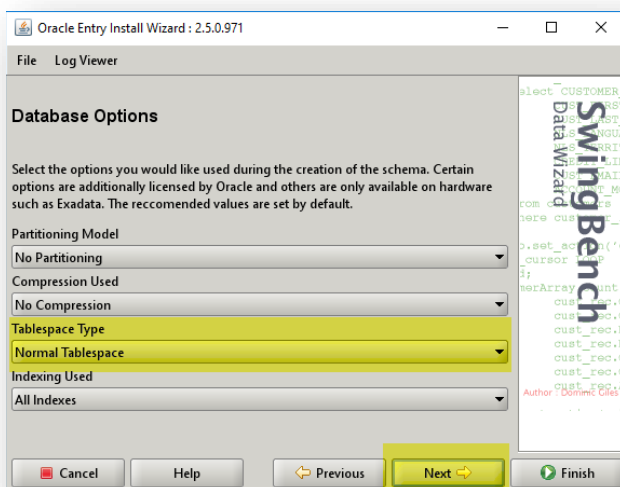 Oracle Entry Install Wizard : 2.5.0.971
File Log Viewer
Database Options
Select the options you would like used during the creation of the schema. Certain
options are additionally licensed by Oracle and others are only available on hardware
such as Exadata. The reccomended values are set by default.
Partitioning Model
No Partitioning
Compression Used
No Compression
Tablespace Type
Normal Tablespace
Indexing Used
All Indexes
SwingBench
Data Wizard
Author : Dominic Giles
Cancel Help Previous Next Finish